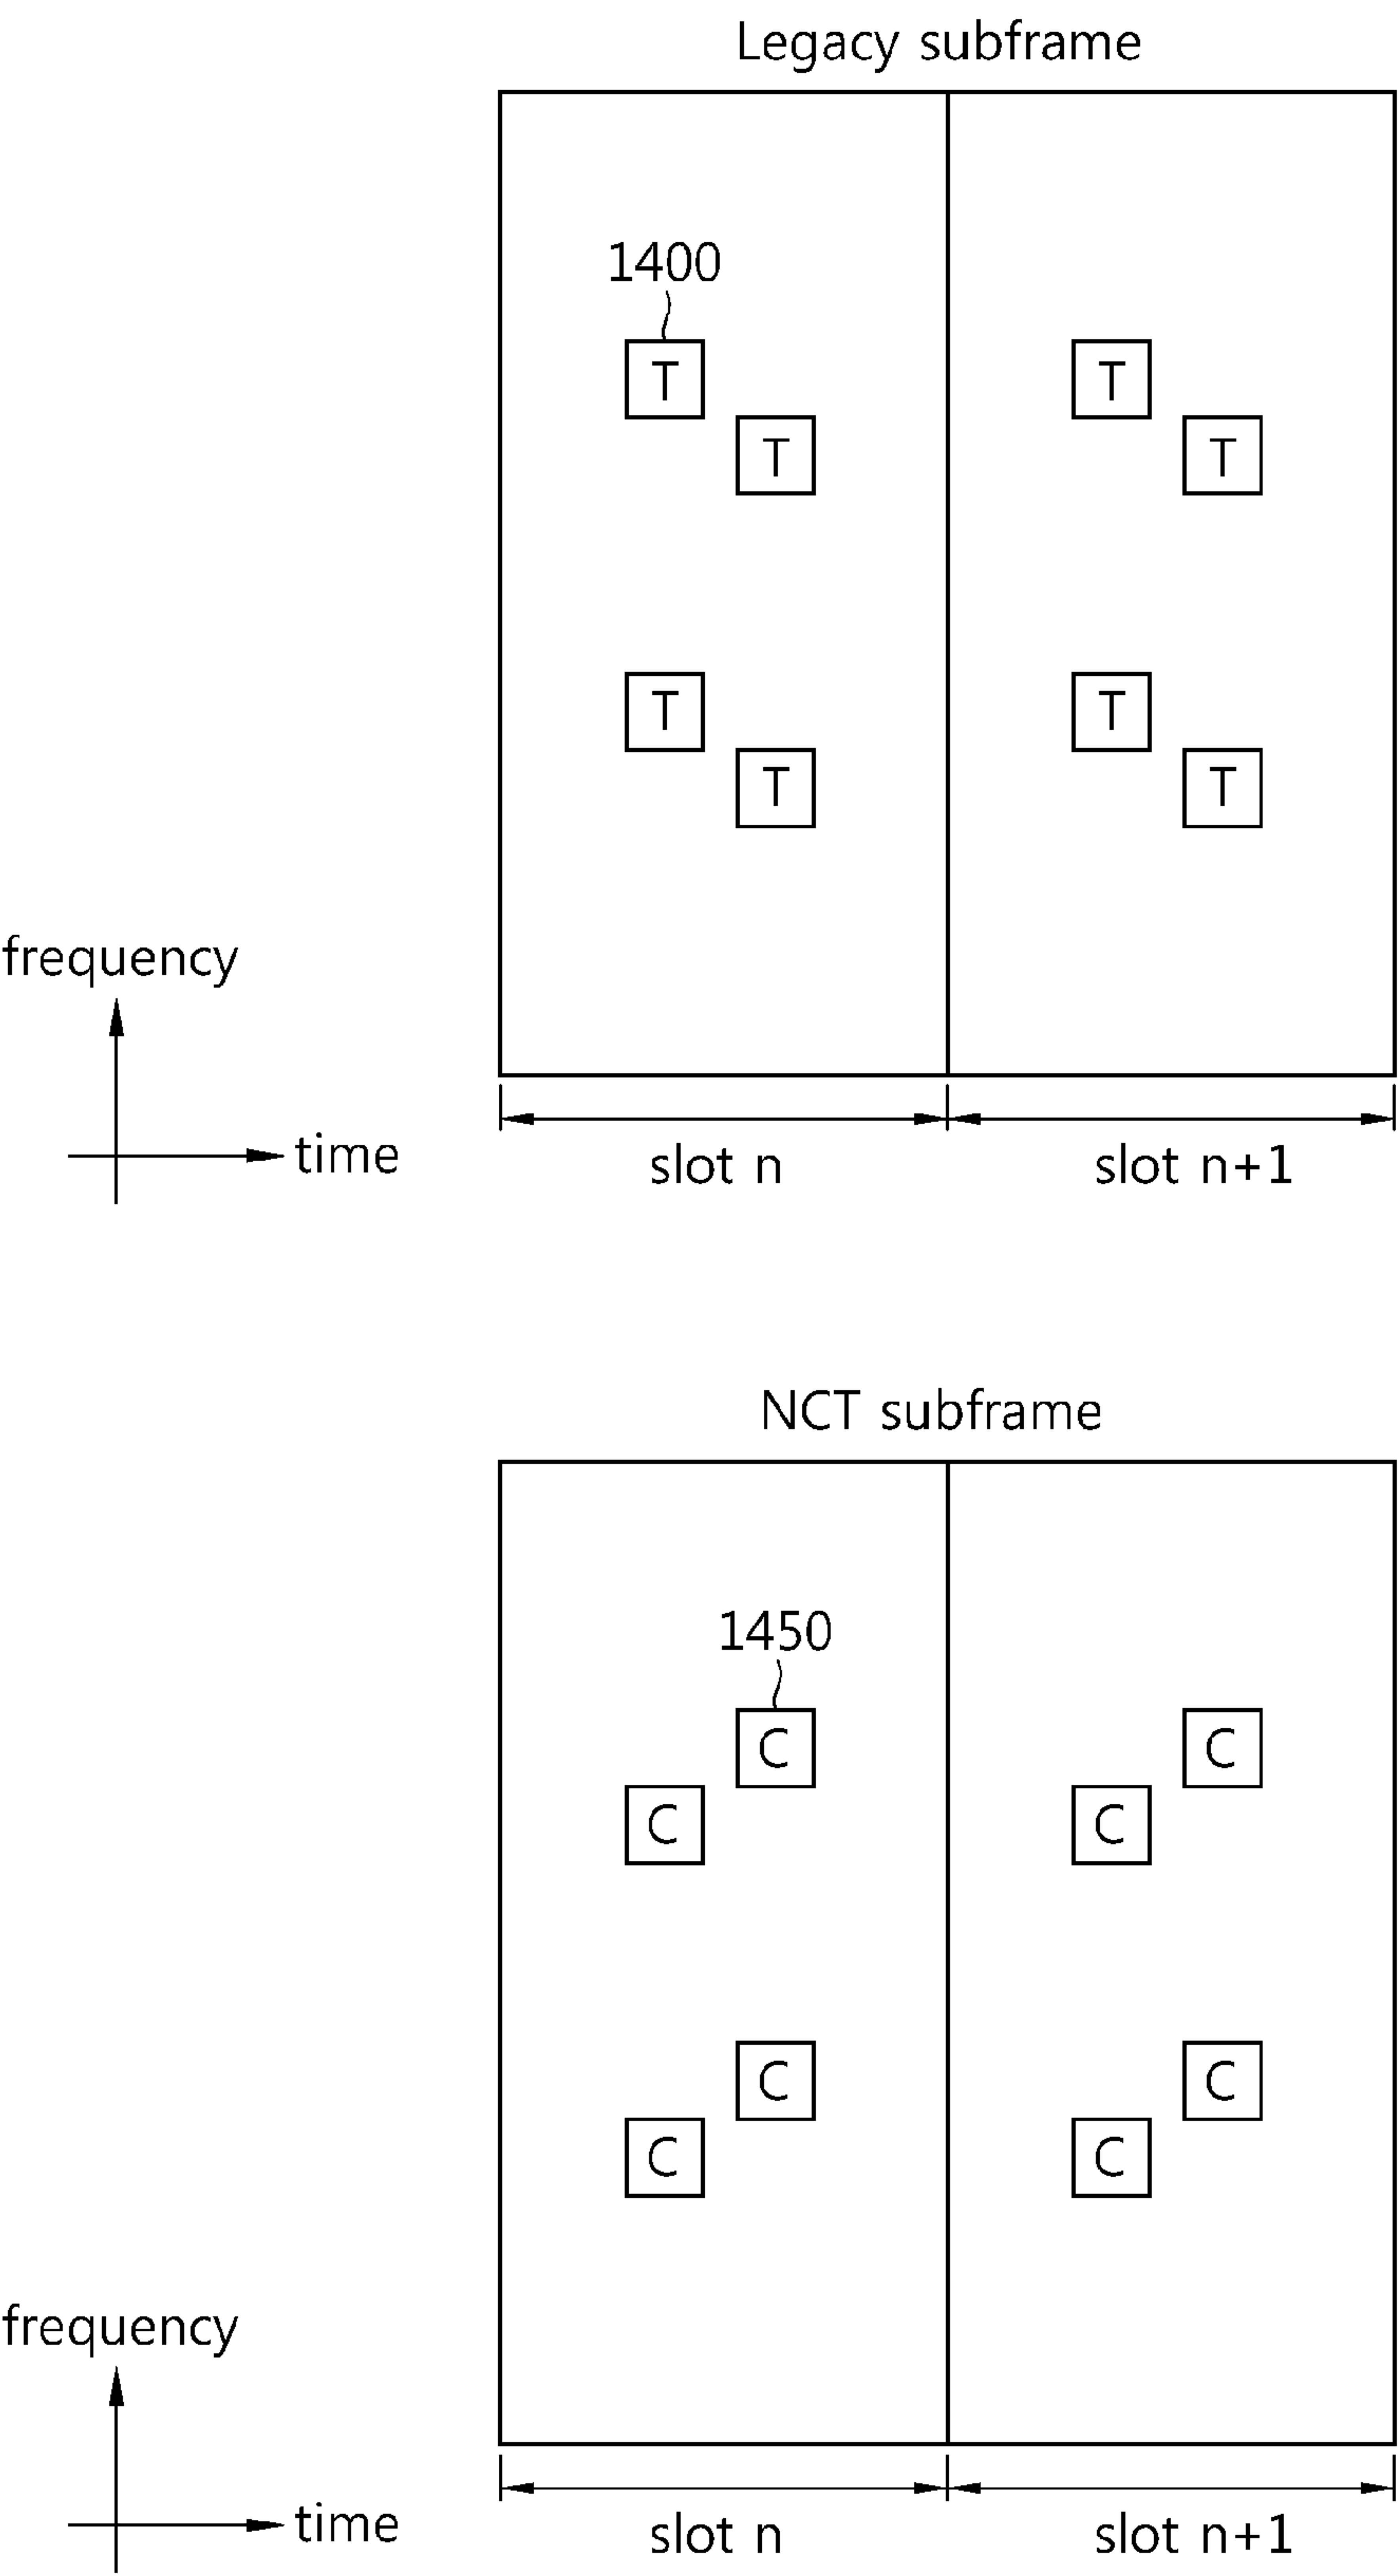 Legacy subframe
1400
T T
T T
T T
T T
frequency
time
slot n slot n+1
NCT subframe
1450
C C
C C
C C
C C
frequency
time
slot n slot n+1